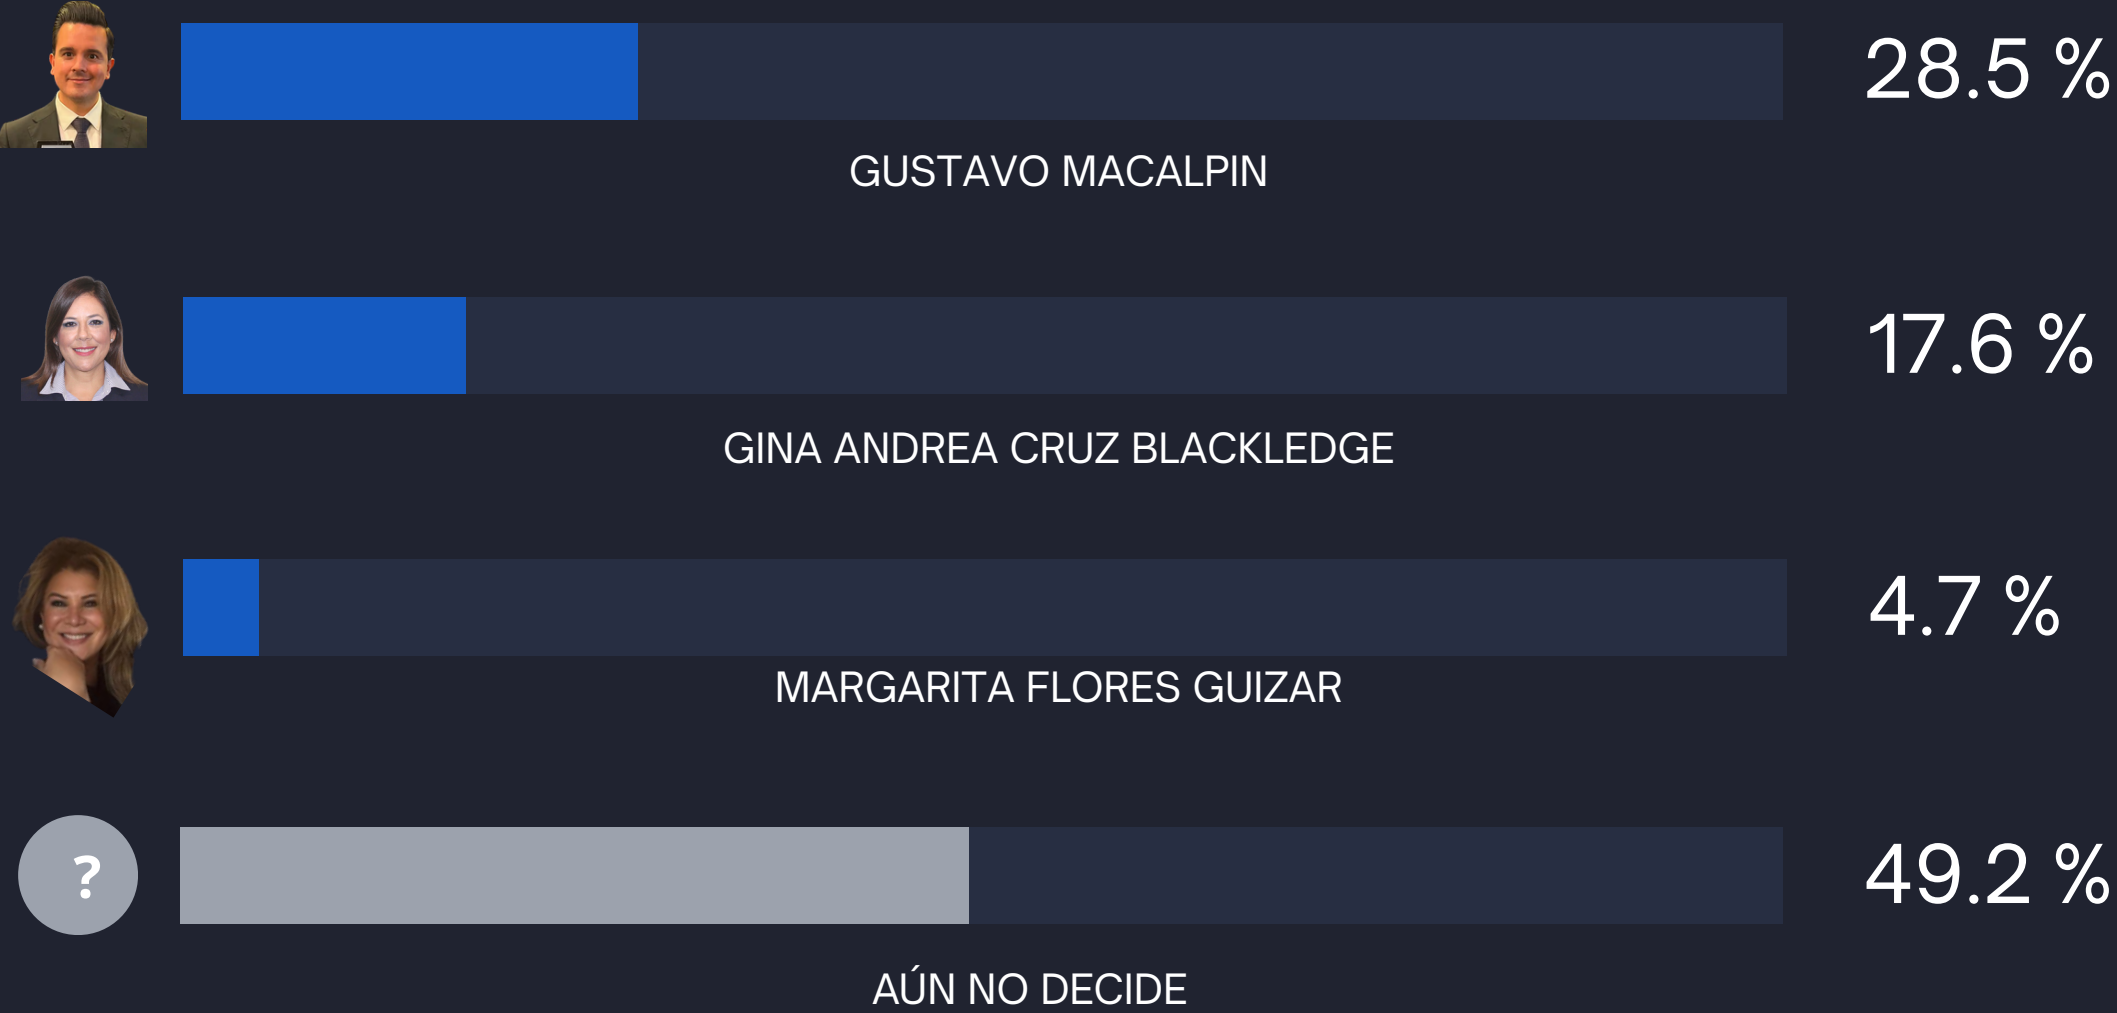 28.5 %
GUSTAVO MACALPIN
17.6 %
GINA ANDREA CRUZ BLACKLEDGE
4.7 %
MARGARITA FLORES GUIZAR
?
49.2 %
AÚN NO DECIDE